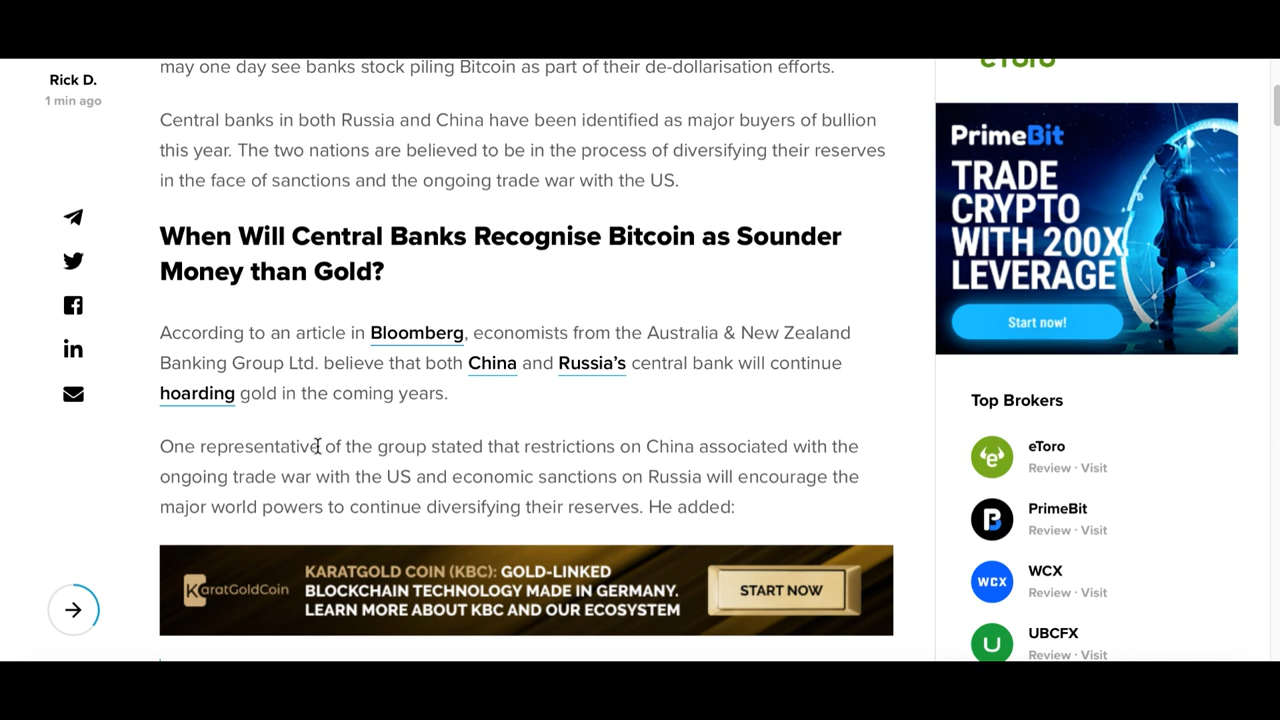 Rick D.
1 min ago
may one day see banks stock piling Bitcoin as part of their de-dollarisation efforts.
Central banks in both Russia and China have been identified as major buyers of bullion
this year. The two nations are believed to be in the process of diversifying their reserves
in the face of sanctions and the ongoing trade war with the US.
When Will Central Banks Recognise Bitcoin as Sounder
Money than Gold?
According to an article in Bloomberg, economists from the Australia & New Zealand
Banking Group Ltd. believe that both China and Russia’s central bank will continue
hoarding gold in the coming years.
One representative of the group stated that restrictions on China associated with the
ongoing trade war with the US and economic sanctions on Russia will encourage the
major world powers to continue diversifying their reserves. He added:
KaratGoldCoin
KARATGOLD COIN (KBC): GOLD-LINKED
BLOCKCHAIN TECHNOLOGY MADE IN GERMANY.
LEARN MORE ABOUT KBC AND OUR ECOSYSTEM
START NOW
eToro
PrimeBit
TRADE
CRYPTO
WITH 200X
LEVERAGE
Start now!
Top Brokers
eToro
Review · Visit
PrimeBit
Review · Visit
WCX
WCX
Review · Visit
UBCFX
Review · Visit